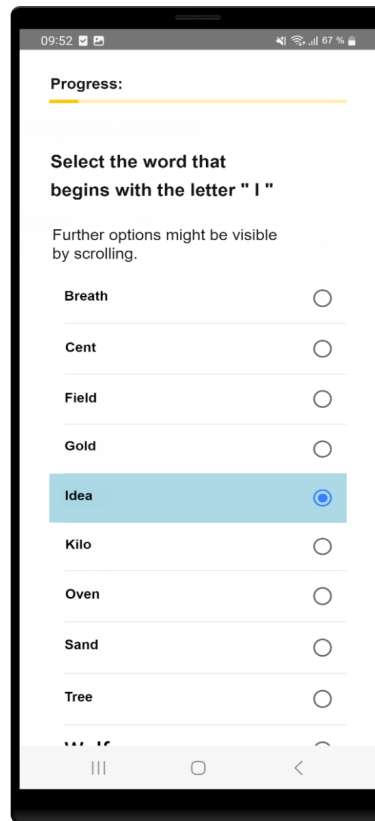 09:52 67 %
Progress:
Select the word that
begins with the letter " I "
Further options might be visible
by scrolling.
Breath
Cent
Field
Gold
Idea
Kilo
Oven
Sand
Tree